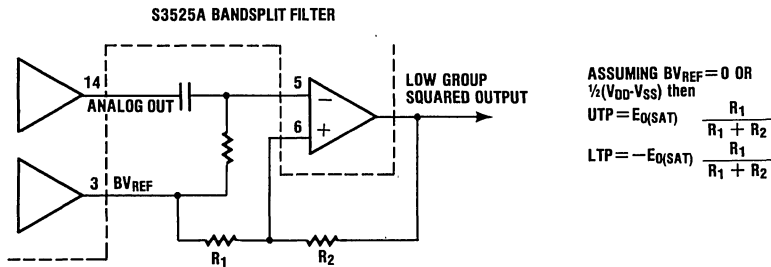 S3525A BANDSPLIT FILTER
14
ANALOG OUT
5
−
6
+
LOW GROUP
SQUARED OUTPUT
3
BVREF
R1
R2
ASSUMING BVREF=0 OR
½(VDD-VSS) then
UTP=EO(SAT) R1
R1 + R2
LTP=−EO(SAT) R1
R1 + R2